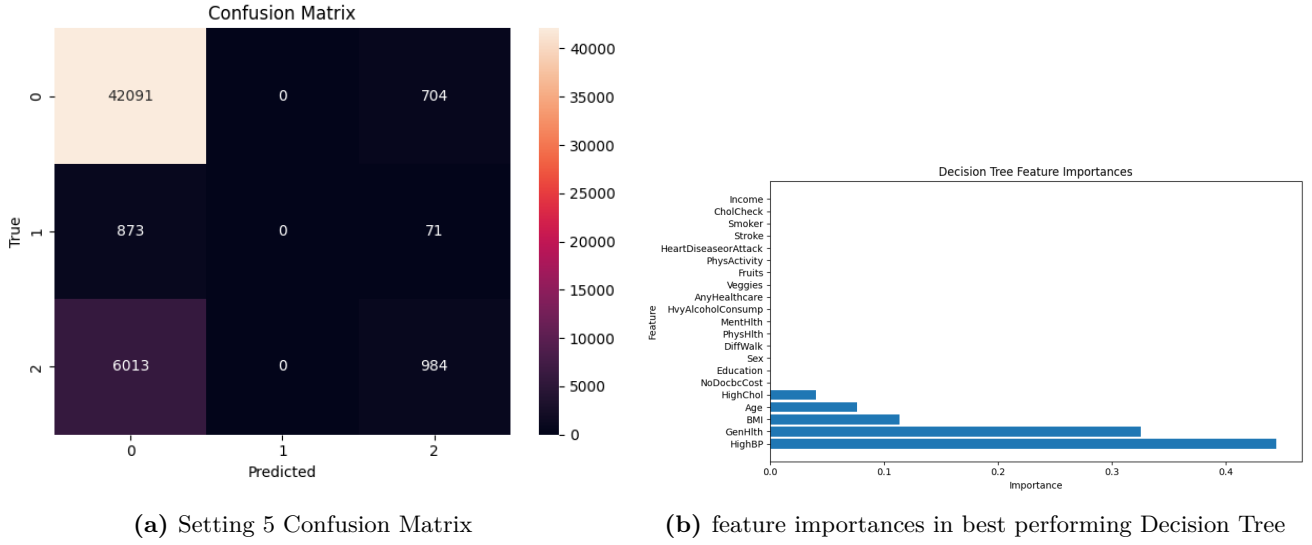 Confusion Matrix
0
42091
0
704
1
873
0
71
2
6013
0
984
True
0
1
2
Predicted
40000
35000
30000
25000
20000
15000
10000
5000
0
(a) Setting 5 Confusion Matrix
Decision Tree Feature Importances
Income
CholCheck
Smoker
Stroke
HeartDiseaseorAttack
PhysActivity
Fruits
Veggies
AnyHealthcare
HvyAlcoholConsump
MentHlth
PhysHlth
DiffWalk
Sex
Education
NoDocbcCost
HighChol
Age
BMI
GenHlth
HighBP
Feature
0.0
0.1
0.2
0.3
0.4
Importance
(b) feature importances in best performing Decision Tree